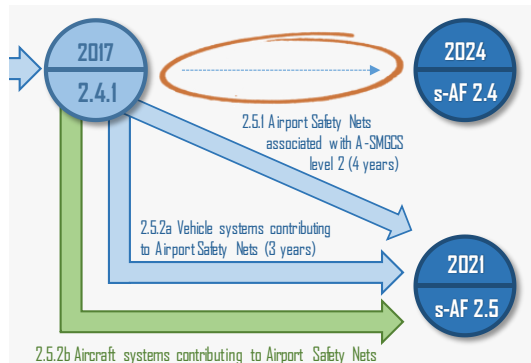 2017
2.4.1
2024
s-AF 2.4
2.5.1 Airport Safety Nets
associated with A-SMGCS
level 2 (4 years)
2.5.2a Vehicle systems contributing
to Airport Safety Nets (3 years)
2021
s-AF 2.5
2.5.2b Aircraft systems contributing to Airport Safety Nets